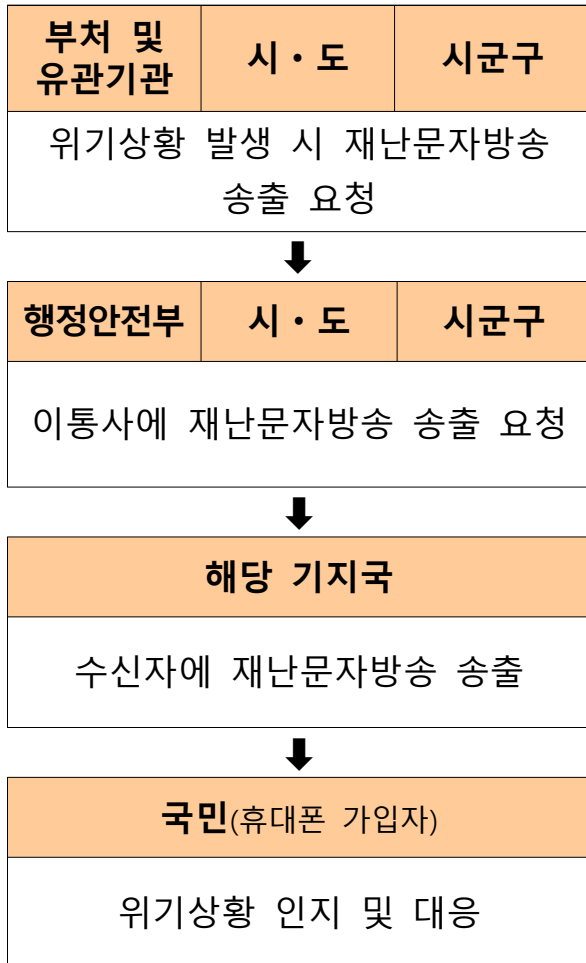 부처 및
유관기관
시・도
시군구
위기상황 발생 시 재난문자방송
송출 요청
행정안전부
시・도
시군구
이통사에 재난문자방송 송출 요청
해당 기지국
수신자에 재난문자방송 송출
국민(휴대폰 가입자)
위기상황 인지 및 대응